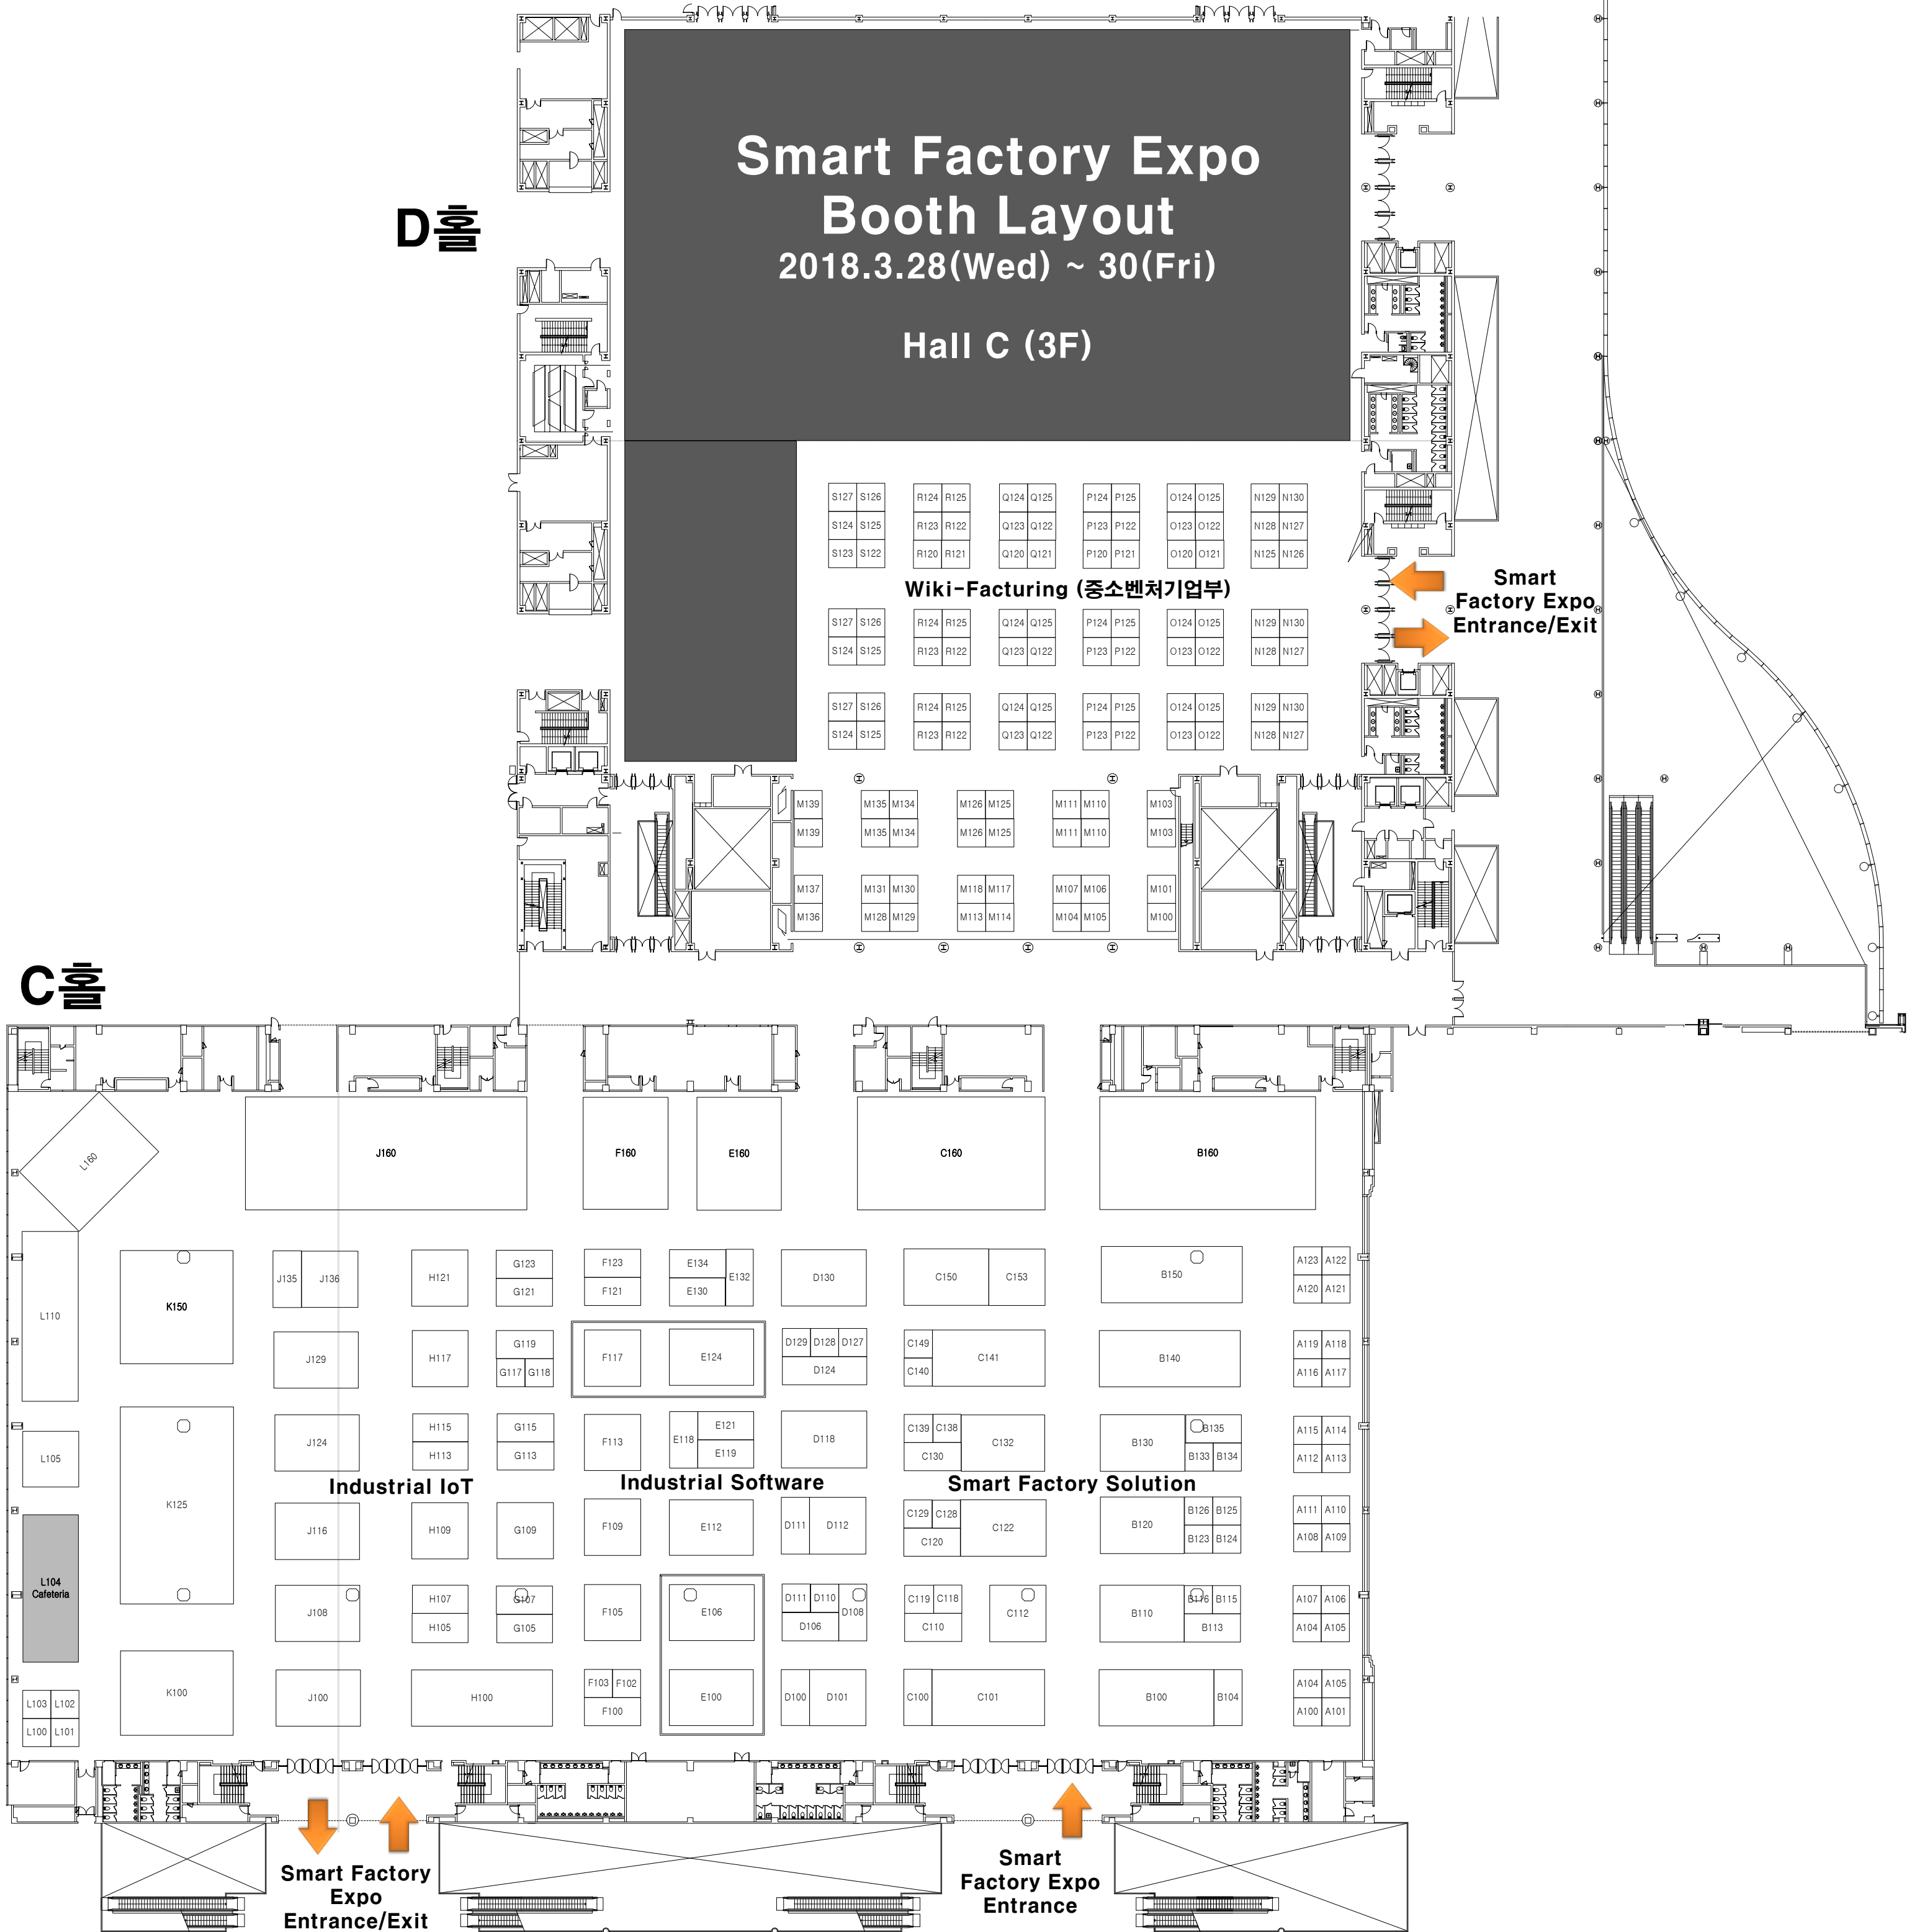 Smart Factory Expo
Booth Layout
2018.3.28(Wed) ~ 30(Fri)
Hall C (3F)
D홀
S127 S126 R124 R125 Q124 Q125 P124 P125 O124 O125 N129 N130
S124 S125 R123 R122 Q123 Q122 P123 P122 O123 O122 N128 N127
S123 S122 R120 R121 Q120 Q121 P120 P121 O120 O121 N125 N126
Wiki-Facturing (중소벤처기업부)
Smart
Factory Expo
Entrance/Exit
S127 S126 R124 R125 Q124 Q125 P124 P125 O124 O125 N129 N130
S124 S125 R123 R122 Q123 Q122 P123 P122 O123 O122 N128 N127
S127 S126 R124 R125 Q124 Q125 P124 P125 O124 O125 N129 N130
S124 S125 R123 R122 Q123 Q122 P123 P122 O123 O122 N128 N127
M139 M135 M134 M126 M125 M111 M110 M103
M139 M135 M134 M126 M125 M111 M110 M103
M137 M131 M130 M118 M117 M107 M106 M101
M136 M128 M129 M113 M114 M104 M105 M100
C홀
L160 J160 F160 E160 C160 B160
G123 F123 E134 A123 A122
L110 K150 J135 J136 H121 E132 D130 C150 C153 B150
G121 F121 E130 A120 A121
G119 D129 D128 D127 C149 A119 A118
J129 H117 F117 E124 C141 B140
G117 G118 D124 C140 A116 A117
H115 G115 E121 C139 C138 B135 A115 A114
L105 J124 F113 E118 D118 C132 B130
H113 G113 E119 C130 B133 B134 A112 A113
Industrial IoT
Industrial Software
Smart Factory Solution
K125
C129 C128 B126 B125 A111 A110
J116 H109 G109 F109 E112 D111 D112 C122 B120
C120 B123 B124 A108 A109
L104
Cafeteria
H107 G107 D111 D110 C119 C118 B116 B115 A107 A106
J108 F105 E106 D108 C112 B110
H105 G105 D106 C110 B113 A104 A105
F103 F102 A104 A105
L103 L102 K100 J100 H100 E100 D100 D101 C100 C101 B100 B104
L100 L101 F100 A100 A101
Smart Factory
Expo
Entrance/Exit
Smart
Factory Expo
Entrance